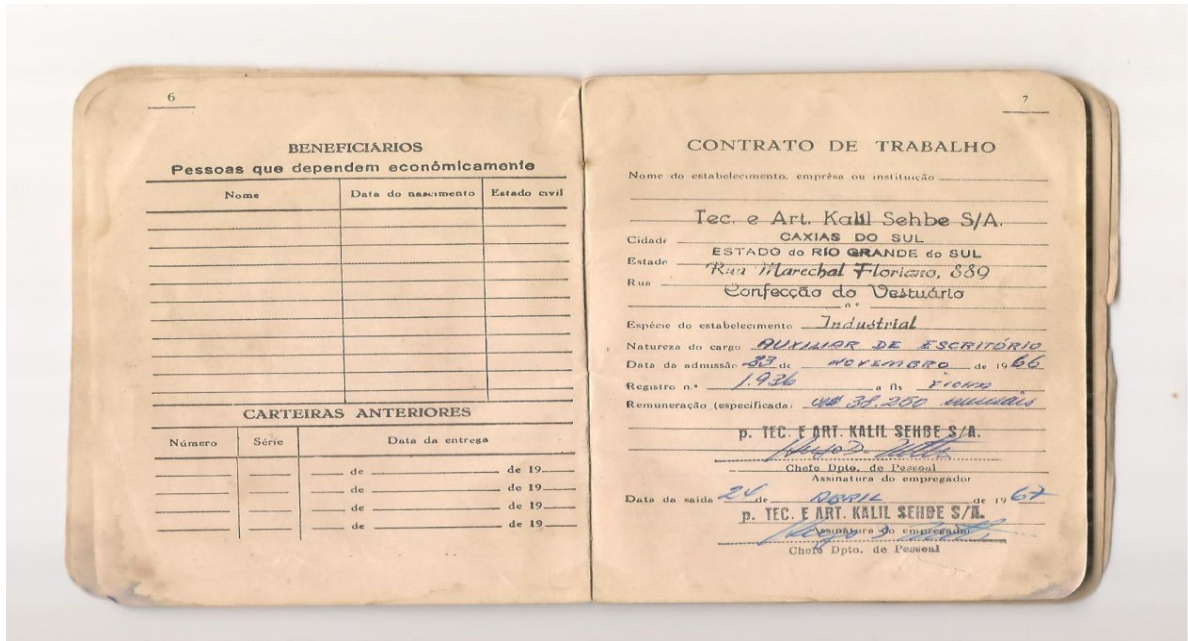 6
BENEFICIÁRIOS
Pessoas que dependem econômicamente
Nome Data do nascimento Estado civil
CARTEIRAS ANTERIORES
Número Série Data da entrega
de de 19
de de 19
de de 19
de de 19
7
CONTRATO DE TRABALHO
Nome do estabelecimento, emprêsa ou instituição
Tec. e Art. Kalil Sehbe S/A.
Cidade CAXIAS DO SUL
Estado ESTADO do RIO GRANDE do SUL
Rua Rua Marechal Floriano, 889
Confecção do Vestuário
n.º
Espécie do estabelecimento Industrial
Natureza do cargo AUXILIAR DE ESCRITÓRIO
Data da admissão de NOVEMBRO de 1966
Registro n.º 1.936 a fls FICHA
Remuneração (especificada) 38.250 mensais
p. TEC. E ART. KALIL SEHBE S/A.
Chefe Dpto. de Pessoal
Assinatura do empregador
Data da saída 24 de ABRIL de 1967
p. TEC. E ART. KALIL SEHBE S/A.
Assinatura do empregador
Chefe Dpto. de Pessoal